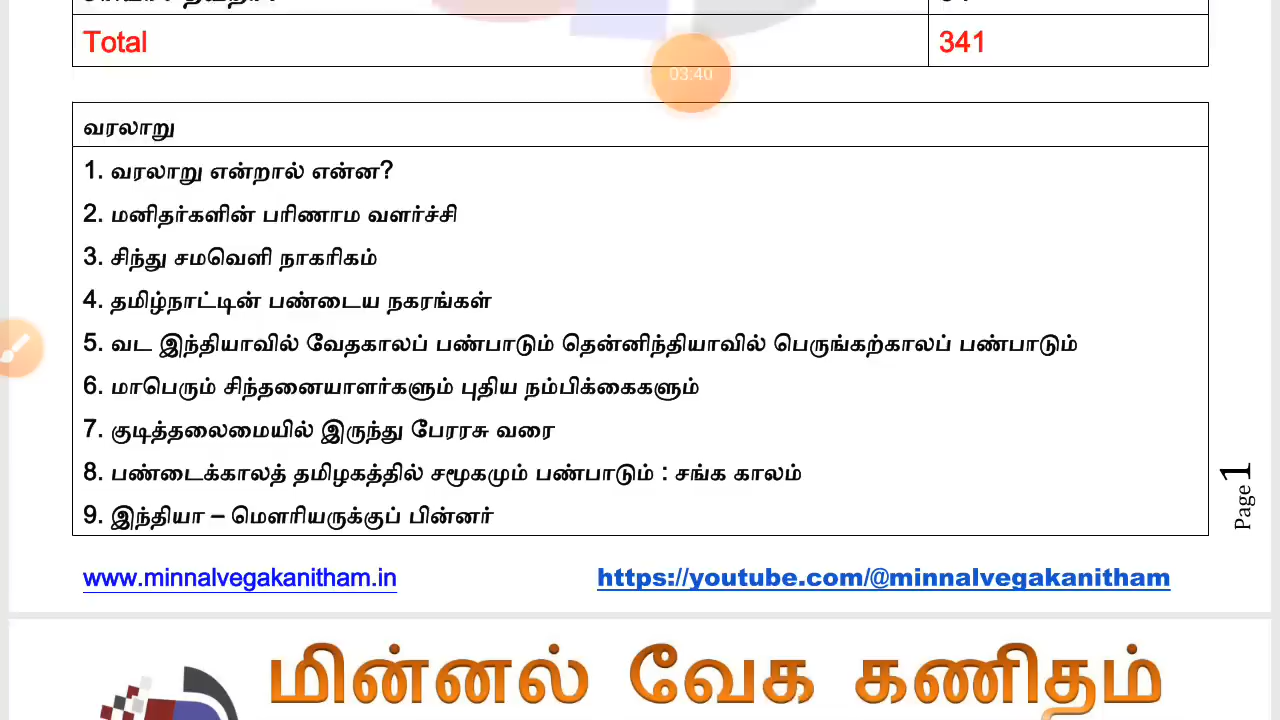 Total 341
03:40
வரலாறு
1. வரலாறு என்றால் என்ன?
2. மனிதர்களின் பரிணாம வளர்ச்சி
3. சிந்து சமவெளி நாகரிகம்
4. தமிழ்நாட்டின் பண்டைய நகரங்கள்
5. வட இந்தியாவில் வேதகாலப் பண்பாடும் தென்னிந்தியாவில் பெருங்கற்காலப் பண்பாடும்
6. மாபெரும் சிந்தனையாளர்களும் புதிய நம்பிக்கைகளும்
7. குடித்தலைமையில் இருந்து பேரரசு வரை
8. பண்டைக்காலத் தமிழகத்தில் சமூகமும் பண்பாடும் : சங்க காலம்
9. இந்தியா – மௌரியருக்குப் பின்னர்
Page 1
www.minnalvegakanitham.in https://youtube.com/@minnalvegakanitham
மின்னல் வேக கணிதம்